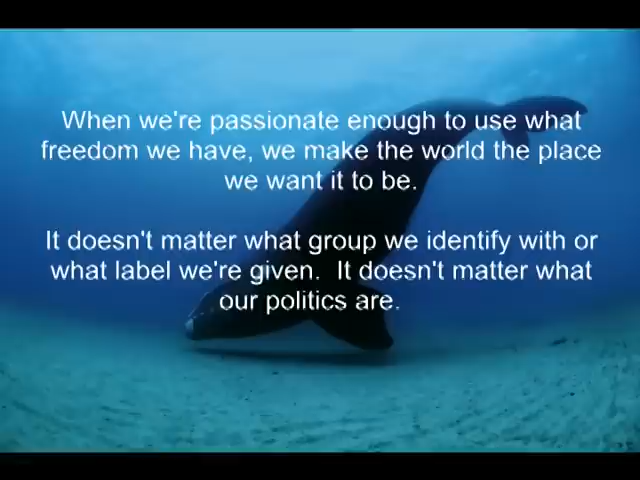 When we're passionate enough to use what
freedom we have, we make the world the place
we want it to be.
It doesn't matter what group we identify with or
what label we're given.  It doesn't matter what
our politics are.